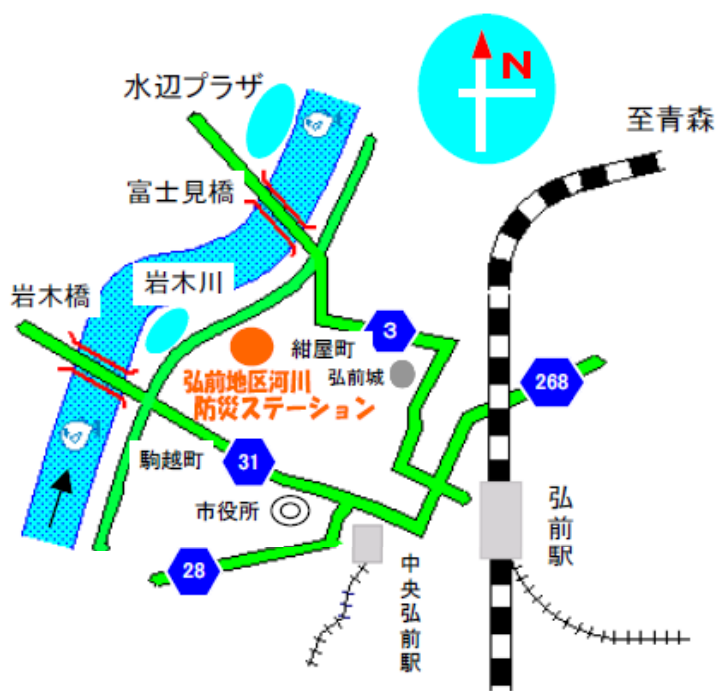 N
水辺プラザ
至青森
富士見橋
岩木川
岩木橋
3
紺屋町
弘前城
268
弘前地区河川
防災ステーション
駒越町
31
市役所
弘前駅
28
中央弘前駅